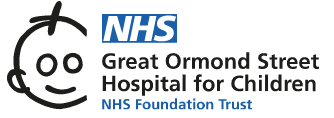 NHS
Great Ormond Street
Hospital for Children
NHS Foundation Trust